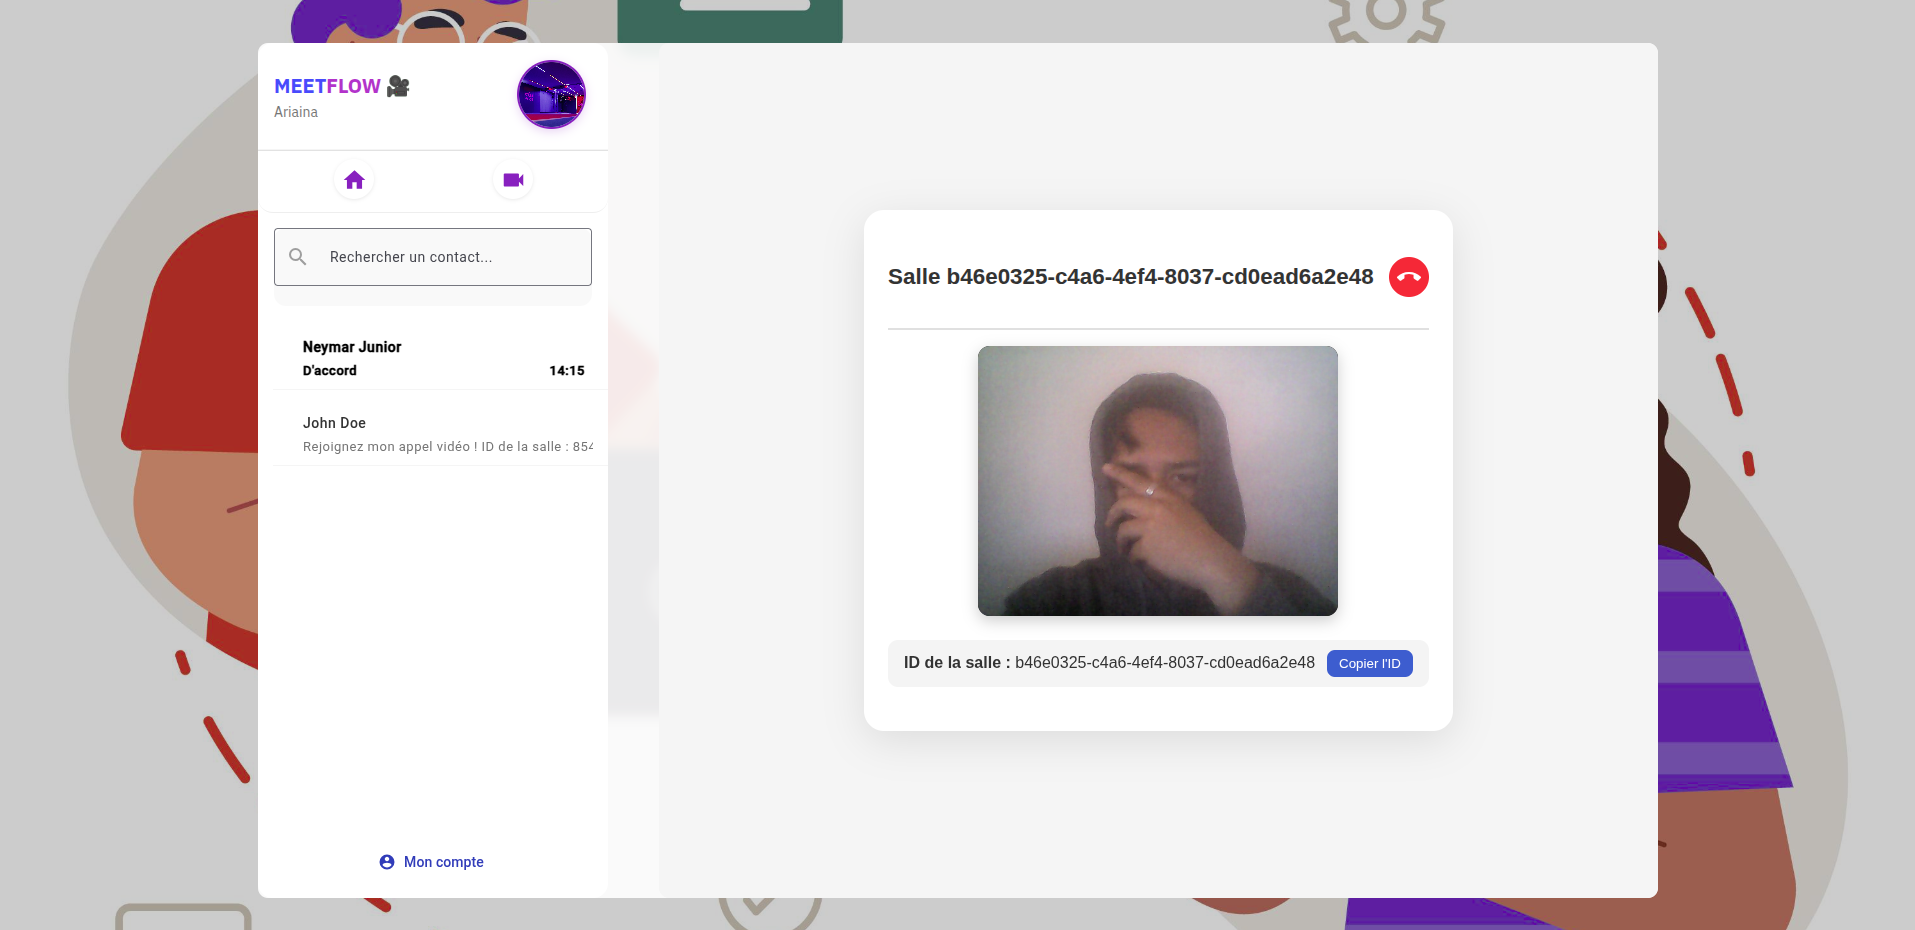 MEETFLOW
Ariaina
Rechercher un contact...
Neymar Junior
D'accord 14:15
John Doe
Rejoignez mon appel vidéo ! ID de la salle : 854
Mon compte
Salle b46e0325-c4a6-4ef4-8037-cd0ead6a2e48
ID de la salle : b46e0325-c4a6-4ef4-8037-cd0ead6a2e48 Copier l'ID